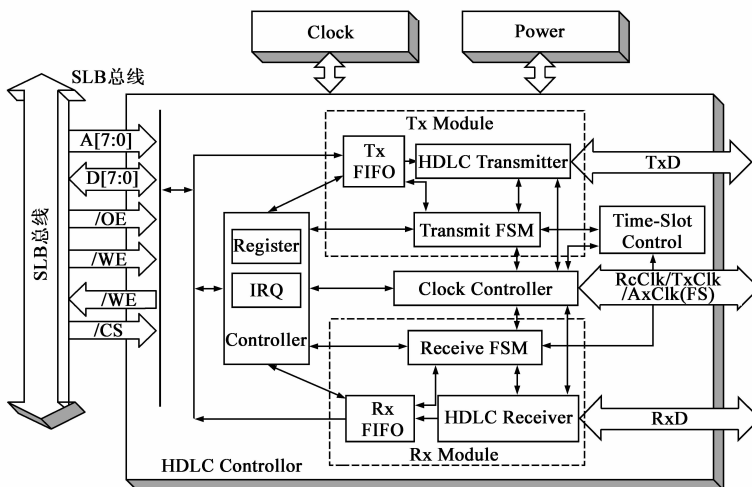 Clock
Power
SLB总线
SLB总线
A[7:0]
D[7:0]
/OE
/WE
/WE
/CS
Tx Module
Tx
FIFO
HDLC Transmitter
TxD
Transmit FSM
Time-Slot
Control
Register
IRQ
Controller
Clock Controller
RcClk/TxClk
/AxClk(FS)
Receive FSM
Rx
FIFO
HDLC Receiver
RxD
Rx Module
HDLC Controllor